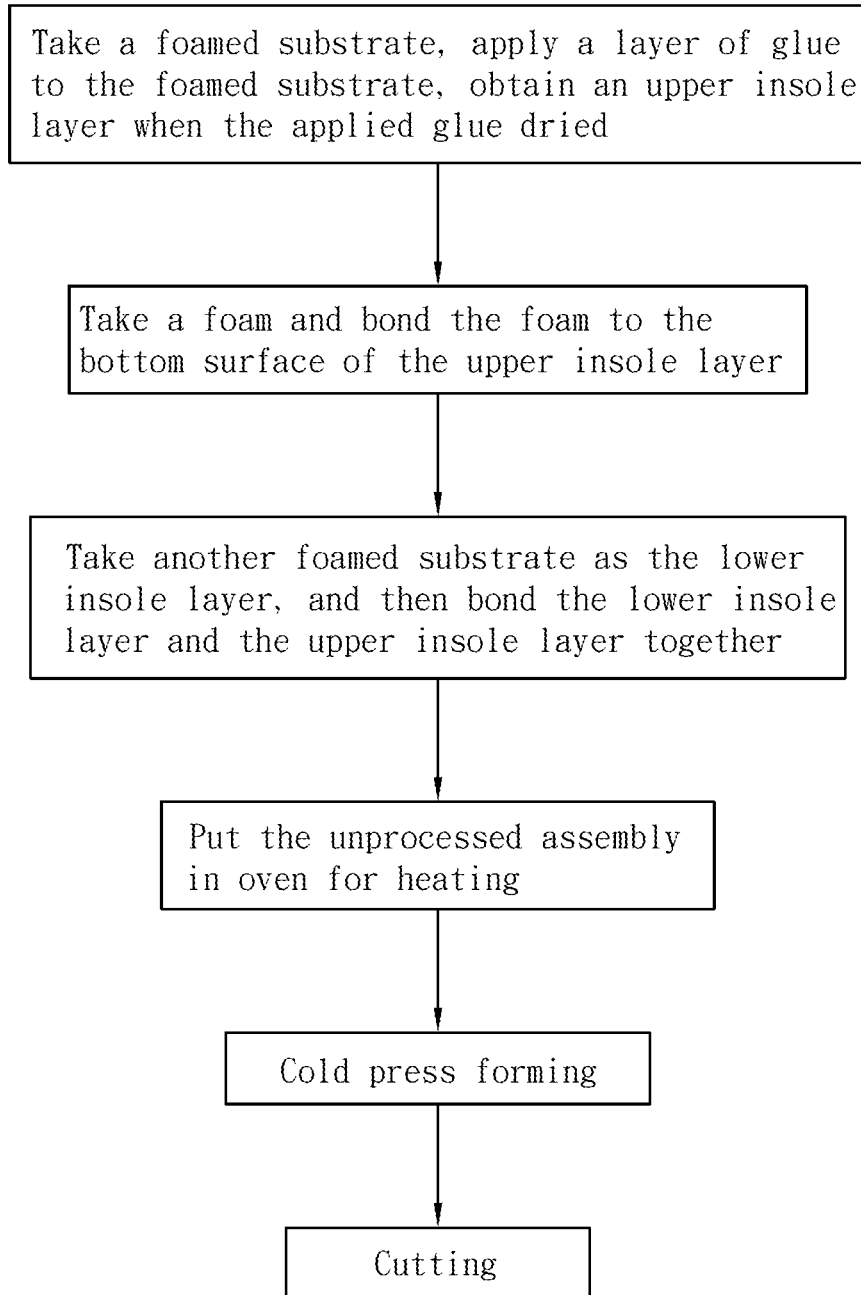 Take a foamed substrate, apply a layer of glue
to the foamed substrate, obtain an upper insole
layer when the applied glue dried
Take a foam and bond the foam to the
bottom surface of the upper insole layer
Take another foamed substrate as the lower
insole layer, and then bond the lower insole
layer and the upper insole layer together
Put the unprocessed assembly
in oven for heating
Cold press forming
Cutting